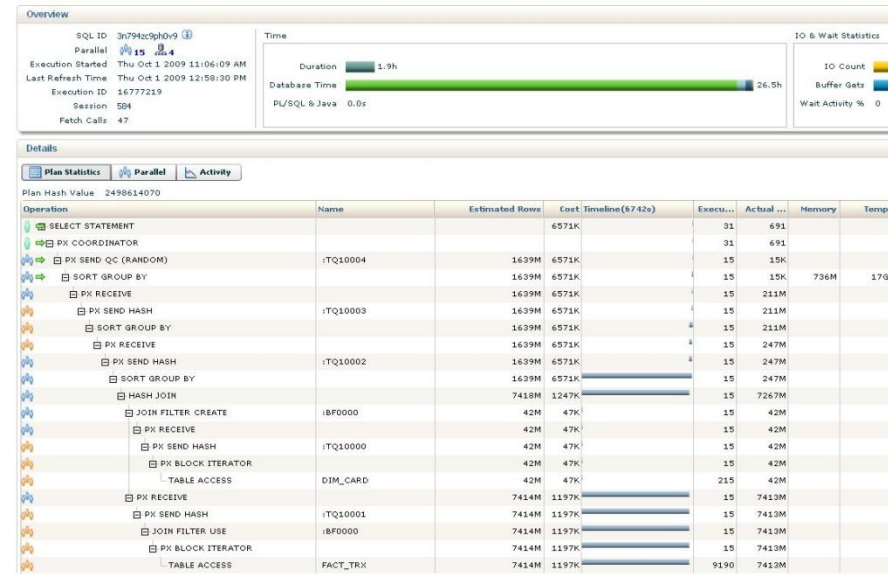 Overview
SQL ID 3n794zc9ph0v9
Parallel 15 4
Execution Started Thu Oct 1 2009 11:06:09 AM
Last Refresh Time Thu Oct 1 2009 12:58:30 PM
Execution ID 16777219
Session 584
Fetch Calls 47
Time
Duration 1.9h
Database Time 26.5h
PL/SQL & Java 0.0s
IO & Wait Statistics
IO Count
Buffer Gets
Wait Activity % 0
Details
Plan Statistics Parallel Activity
Plan Hash Value 2498614070
Operation Name Estimated Rows Cost Timeline(6742s) Execu... Actual ... Memory Temp
SELECT STATEMENT 6571K 31 691
PX COORDINATOR 31 691
PX SEND QC (RANDOM) :TQ10004 1639M 6571K 15 15K
SORT GROUP BY 1639M 6571K 15 15K 736M 17G
PX RECEIVE 1639M 6571K 15 211M
PX SEND HASH :TQ10003 1639M 6571K 15 211M
SORT GROUP BY 1639M 6571K 15 211M
PX RECEIVE 1639M 6571K 15 247M
PX SEND HASH :TQ10002 1639M 6571K 15 247M
SORT GROUP BY 1639M 6571K 15 247M
HASH JOIN 7418M 1247K 15 7267M
JOIN FILTER CREATE :BF0000 42M 47K 15 42M
PX RECEIVE 42M 47K 15 42M
PX SEND HASH :TQ10000 42M 47K 15 42M
PX BLOCK ITERATOR 42M 47K 15 42M
TABLE ACCESS DIM_CARD 42M 47K 215 42M
PX RECEIVE 7414M 1197K 15 7413M
PX SEND HASH :TQ10001 7414M 1197K 15 7413M
JOIN FILTER USE :BF0000 7414M 1197K 15 7413M
PX BLOCK ITERATOR 7414M 1197K 15 7413M
TABLE ACCESS FACT_TRX 7414M 1197K 9190 7413M